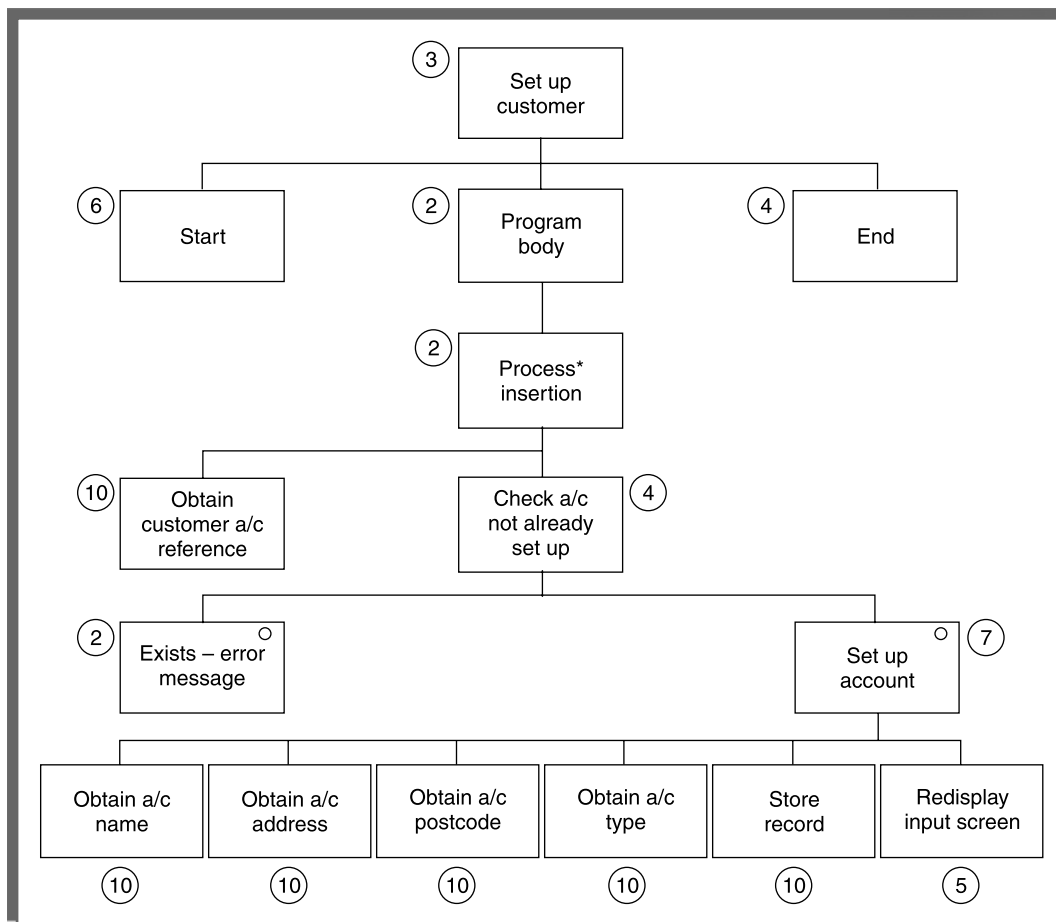 3
Set up
customer
6
Start
2
Program
body
4
End
2
Process*
insertion
10
Obtain
customer a/c
reference
Check a/c
not already
set up
4
2
Exists – error
message
Set up
account
7
Obtain a/c
name
Obtain a/c
address
Obtain a/c
postcode
Obtain a/c
type
Store
record
Redisplay
input screen
10
10
10
10
10
5